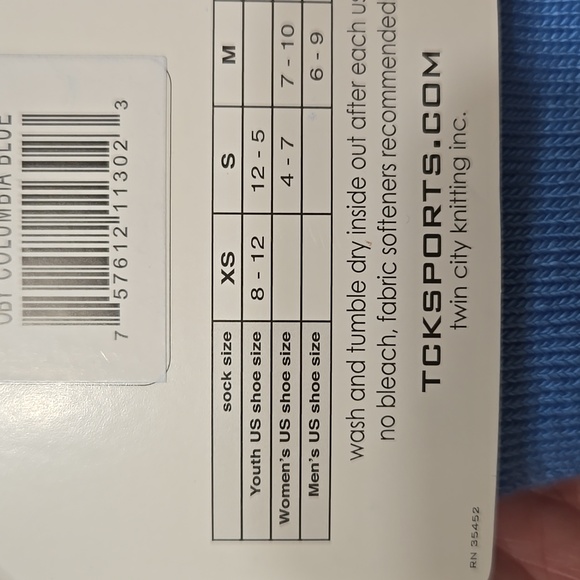 COLUMBIA BLUE
7 57612 11302 3
sock size XS S M
Youth US shoe size 8 - 12 12 - 5
Women's US shoe size 4 - 7 7 - 10
Men's US shoe size 6 - 9
wash and tumble dry inside out after each
no bleach, fabric softeners recommended
TCKSPORTS.COM
twin city knitting inc.
RN 35452